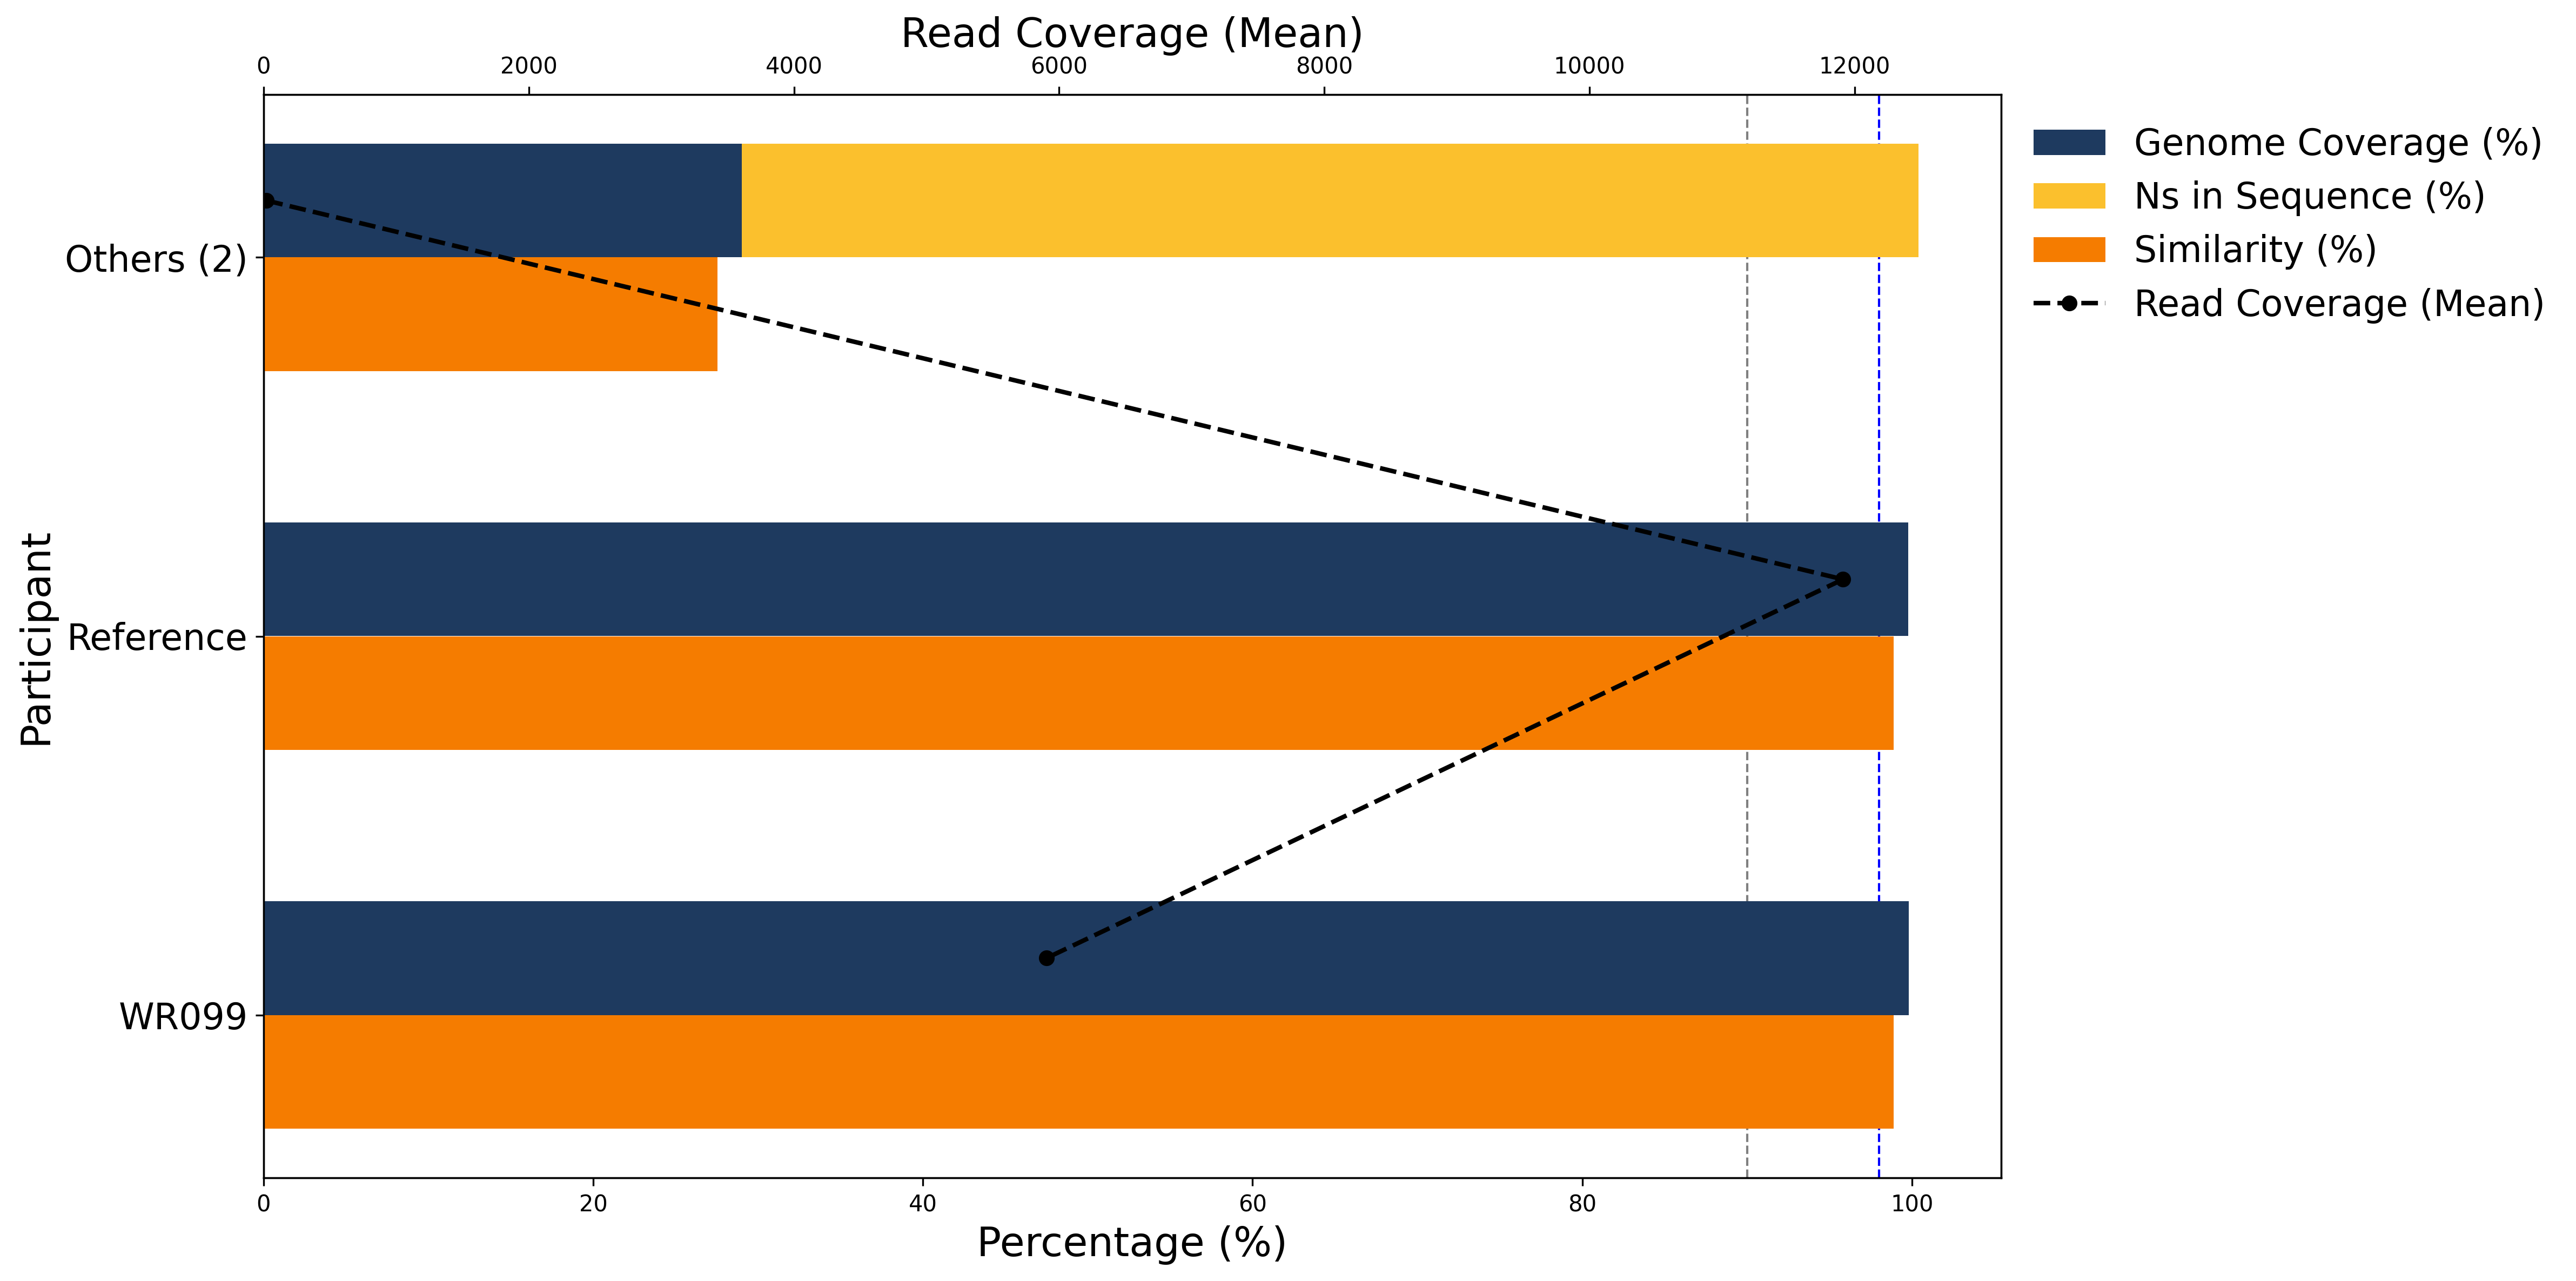 Read Coverage (Mean)
0 2000 4000 6000 8000 10000 12000
Genome Coverage (%)
Ns in Sequence (%)
Similarity (%)
Read Coverage (Mean)
Participant
Others (2)
Reference
WR099
0 20 40 60 80 100
Percentage (%)